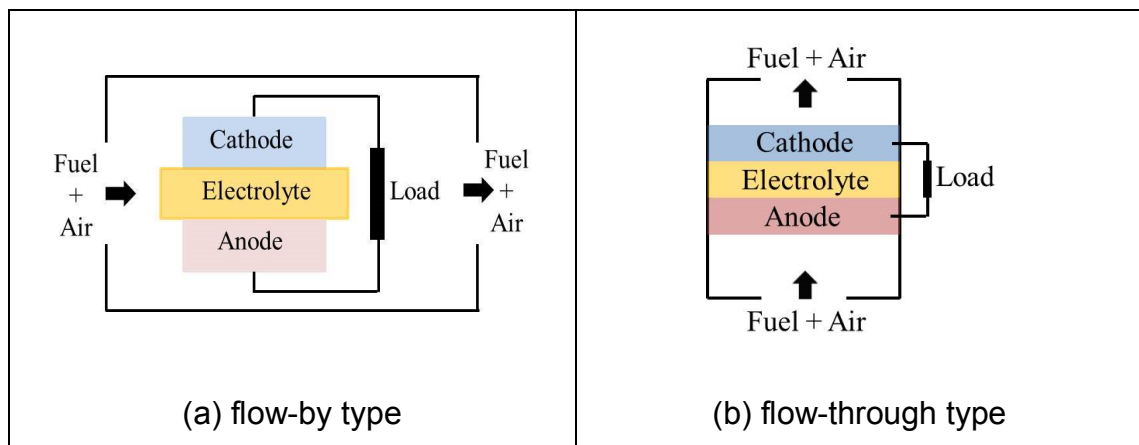 Cathode
Fuel
+
Air
Electrolyte
Load
Fuel
+
Air
Anode
(a) flow-by type
Fuel + Air
Cathode
Electrolyte
Load
Anode
Fuel + Air
(b) flow-through type